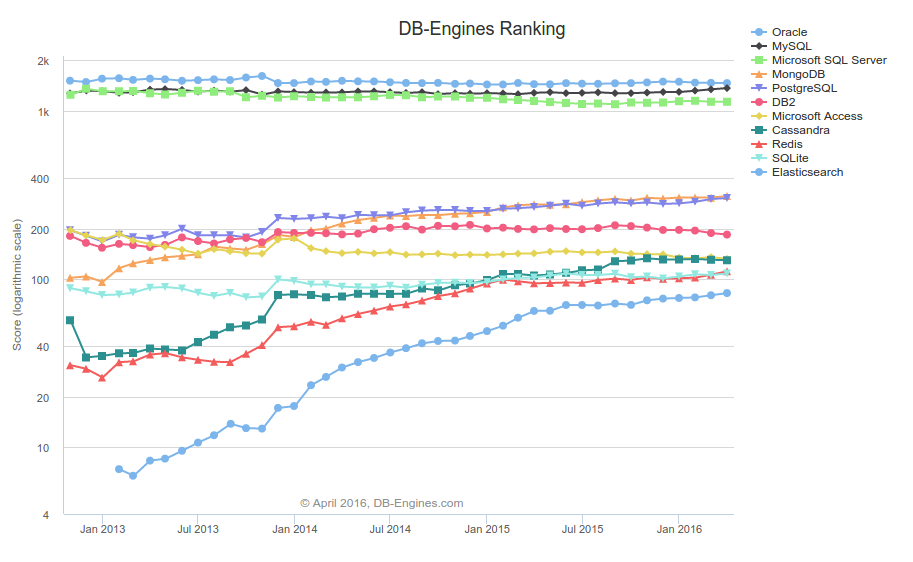 DB-Engines Ranking
Oracle
MySQL
Microsoft SQL Server
MongoDB
PostgreSQL
DB2
Microsoft Access
Cassandra
Redis
SQLite
Elasticsearch
Score (logarithmic scale)
2k
1k
400
200
100
40
20
10
4
© April 2016, DB-Engines.com
Jan 2013 Jul 2013 Jan 2014 Jul 2014 Jan 2015 Jul 2015 Jan 2016